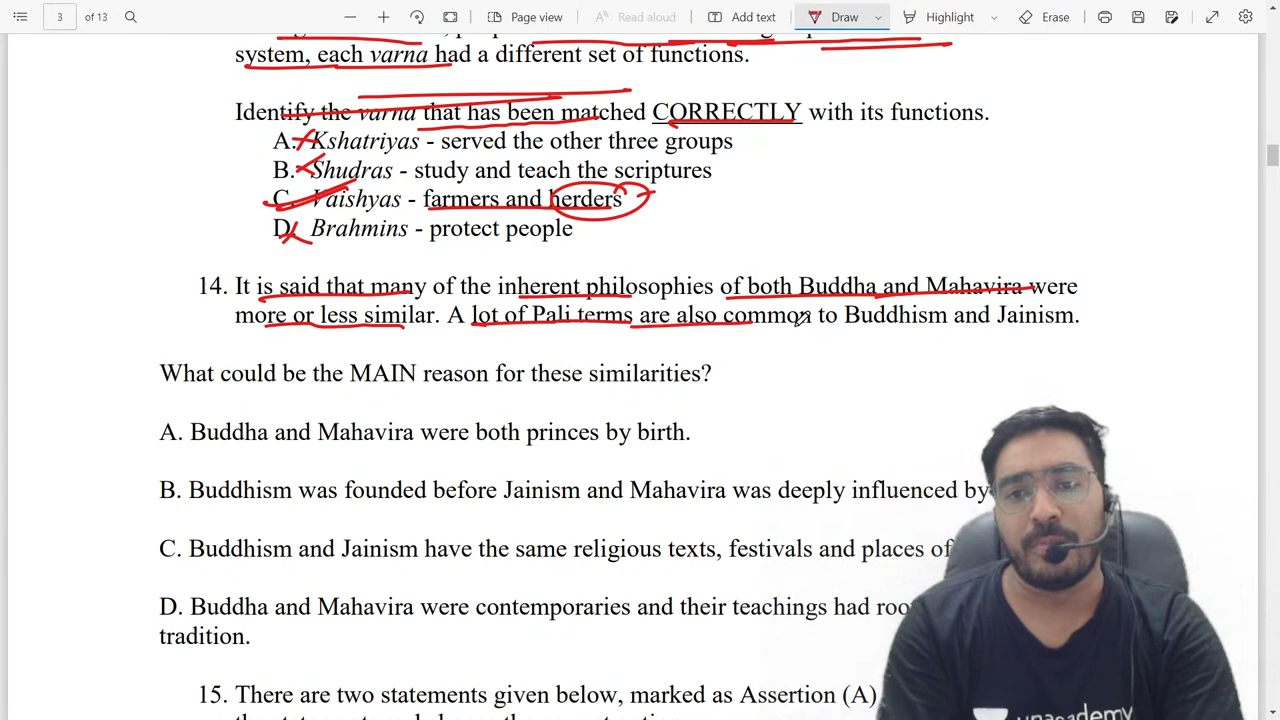 3 of 13 Page view Read aloud Add text Draw Highlight Erase
system, each varna had a different set of functions.
Identify the varna that has been matched CORRECTLY with its functions.
A. Kshatriyas - served the other three groups
B. Shudras - study and teach the scriptures
C. Vaishyas - farmers and herders
D. Brahmins - protect people
14. It is said that many of the inherent philosophies of both Buddha and Mahavira were
more or less similar. A lot of Pali terms are also common to Buddhism and Jainism.
What could be the MAIN reason for these similarities?
A. Buddha and Mahavira were both princes by birth.
B. Buddhism was founded before Jainism and Mahavira was deeply influenced by
C. Buddhism and Jainism have the same religious texts, festivals and places of
D. Buddha and Mahavira were contemporaries and their teachings had
tradition.
15. There are two statements given below, marked as Assertion (A)
unacademy